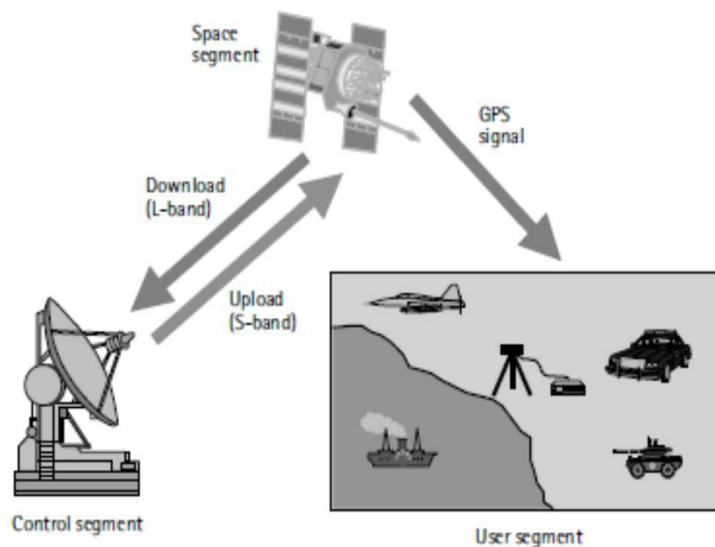 Space
segment
GPS
signal
Download
(L-band)
Upload
(S-band)
Control segment
User segment